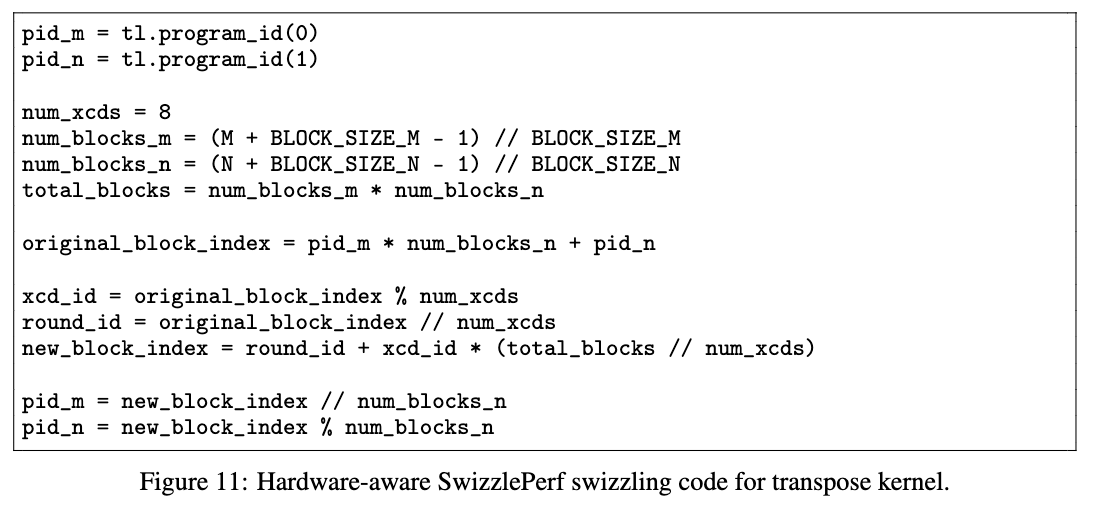 pid_m = tl.program_id(0)
pid_n = tl.program_id(1)

num_xcds = 8
num_blocks_m = (M + BLOCK_SIZE_M - 1) // BLOCK_SIZE_M
num_blocks_n = (N + BLOCK_SIZE_N - 1) // BLOCK_SIZE_N
total_blocks = num_blocks_m * num_blocks_n

original_block_index = pid_m * num_blocks_n + pid_n

xcd_id = original_block_index % num_xcds
round_id = original_block_index // num_xcds
new_block_index = round_id + xcd_id * (total_blocks // num_xcds)

pid_m = new_block_index // num_blocks_n
pid_n = new_block_index % num_blocks_n

Figure 11: Hardware-aware SwizzlePerf swizzling code for transpose kernel.